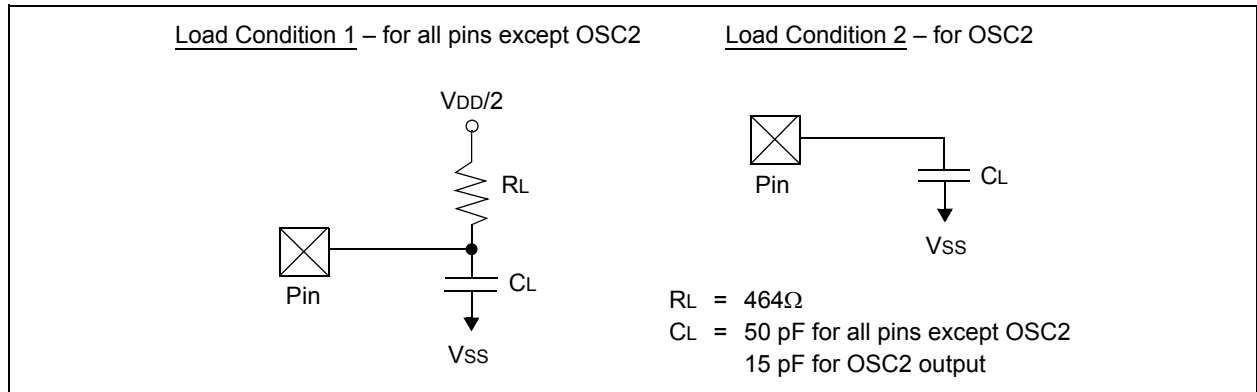 Load Condition 1 – for all pins except OSC2
Load Condition 2 – for OSC2
VDD/2
RL
Pin
CL
VSS
Pin
CL
VSS
RL = 464Ω
CL = 50 pF for all pins except OSC2
15 pF for OSC2 output